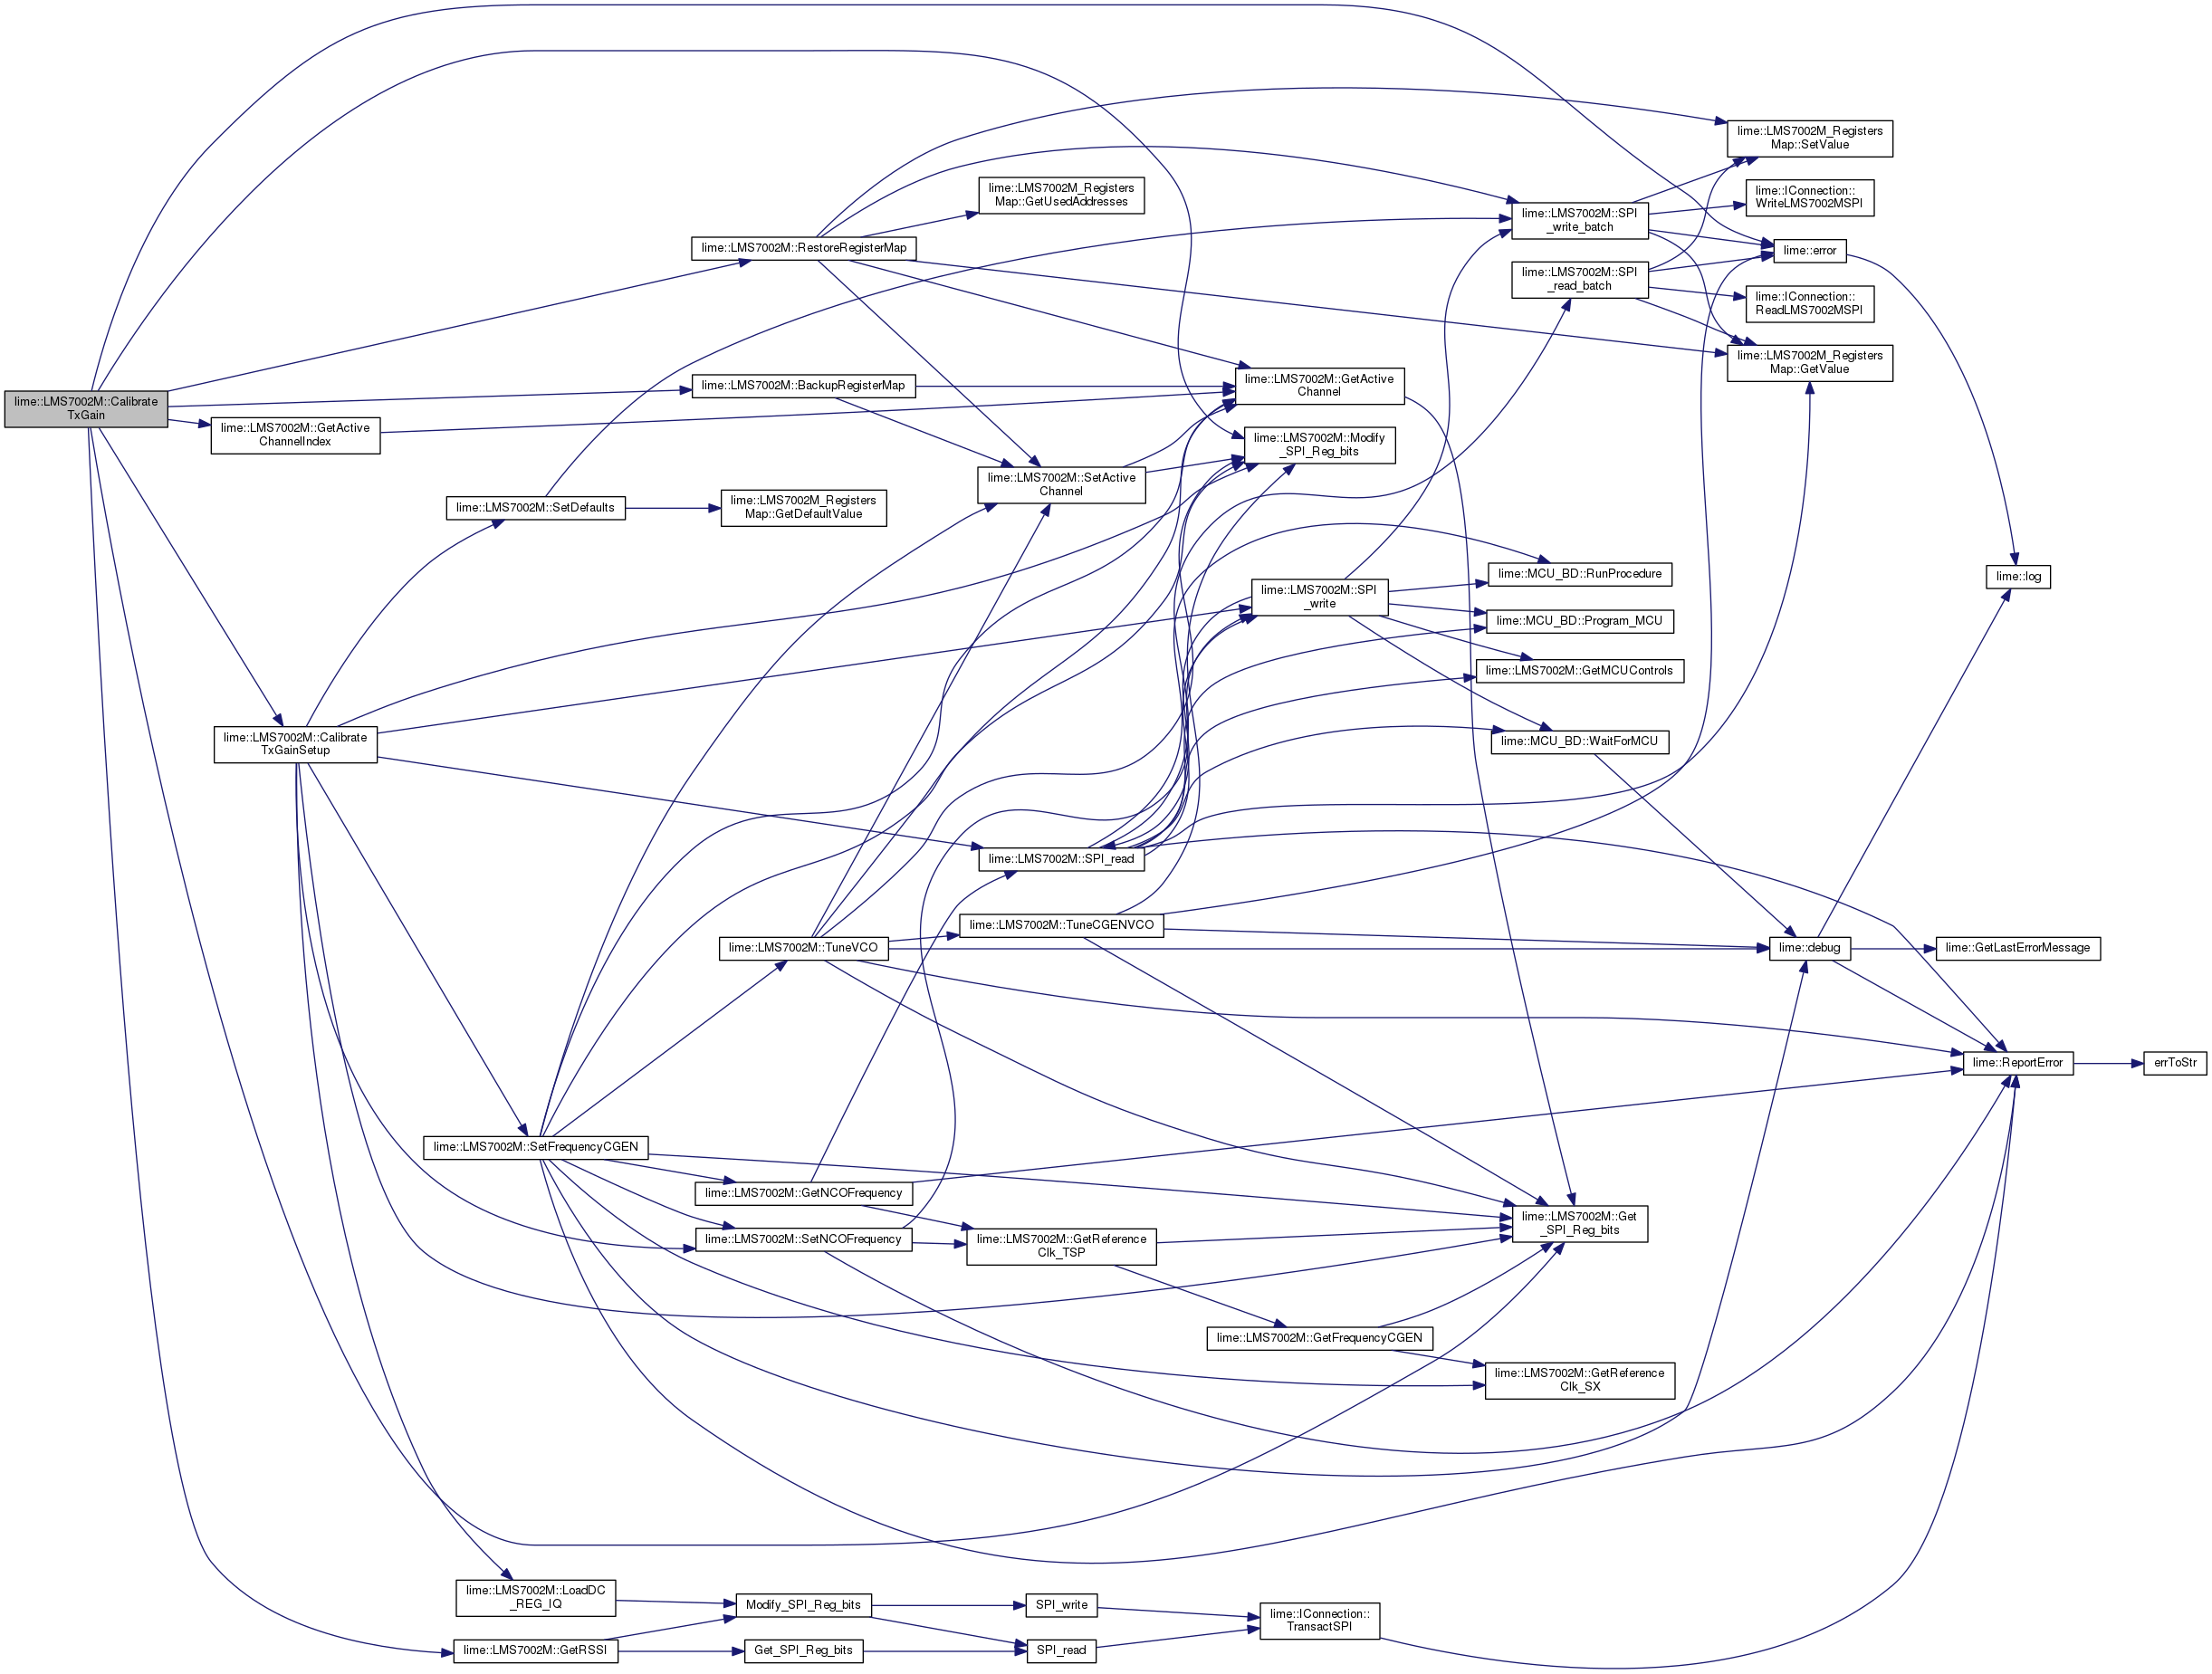 lime::LMS7002M::Calibrate
TxGain
lime::LMS7002M::GetActive
ChannelIndex
lime::LMS7002M::Calibrate
TxGainSetup
lime::LMS7002M::SetDefaults
lime::LMS7002M::SetFrequencyCGEN
lime::LMS7002M::LoadDC
_REG_IQ
lime::LMS7002M::GetRSSI
lime::LMS7002M::RestoreRegisterMap
lime::LMS7002M::BackupRegisterMap
lime::LMS7002M_Registers
Map::GetDefaultValue
lime::LMS7002M::TuneVCO
lime::LMS7002M::GetNCOFrequency
lime::LMS7002M::SetNCOFrequency
Modify_SPI_Reg_bits
Get_SPI_Reg_bits
lime::LMS7002M_Registers
Map::GetUsedAddresses
lime::LMS7002M::SetActive
Channel
lime::LMS7002M::SPI_read
lime::LMS7002M::TuneCGENVCO
lime::LMS7002M::GetReference
Clk_TSP
SPI_write
SPI_read
lime::LMS7002M::GetActive
Channel
lime::LMS7002M::Modify
_SPI_Reg_bits
lime::LMS7002M::SPI
_write
lime::LMS7002M::GetFrequencyCGEN
lime::IConnection::
TransactSPI
lime::LMS7002M::SPI
_write_batch
lime::LMS7002M::SPI
_read_batch
lime::MCU_BD::RunProcedure
lime::MCU_BD::Program_MCU
lime::LMS7002M::GetMCUControls
lime::MCU_BD::WaitForMCU
lime::LMS7002M::Get
_SPI_Reg_bits
lime::LMS7002M::GetReference
Clk_SX
lime::LMS7002M_Registers
Map::SetValue
lime::IConnection::
WriteLMS7002MSPI
lime::error
lime::IConnection::
ReadLMS7002MSPI
lime::LMS7002M_Registers
Map::GetValue
lime::debug
lime::log
lime::GetLastErrorMessage
lime::ReportError
errToStr